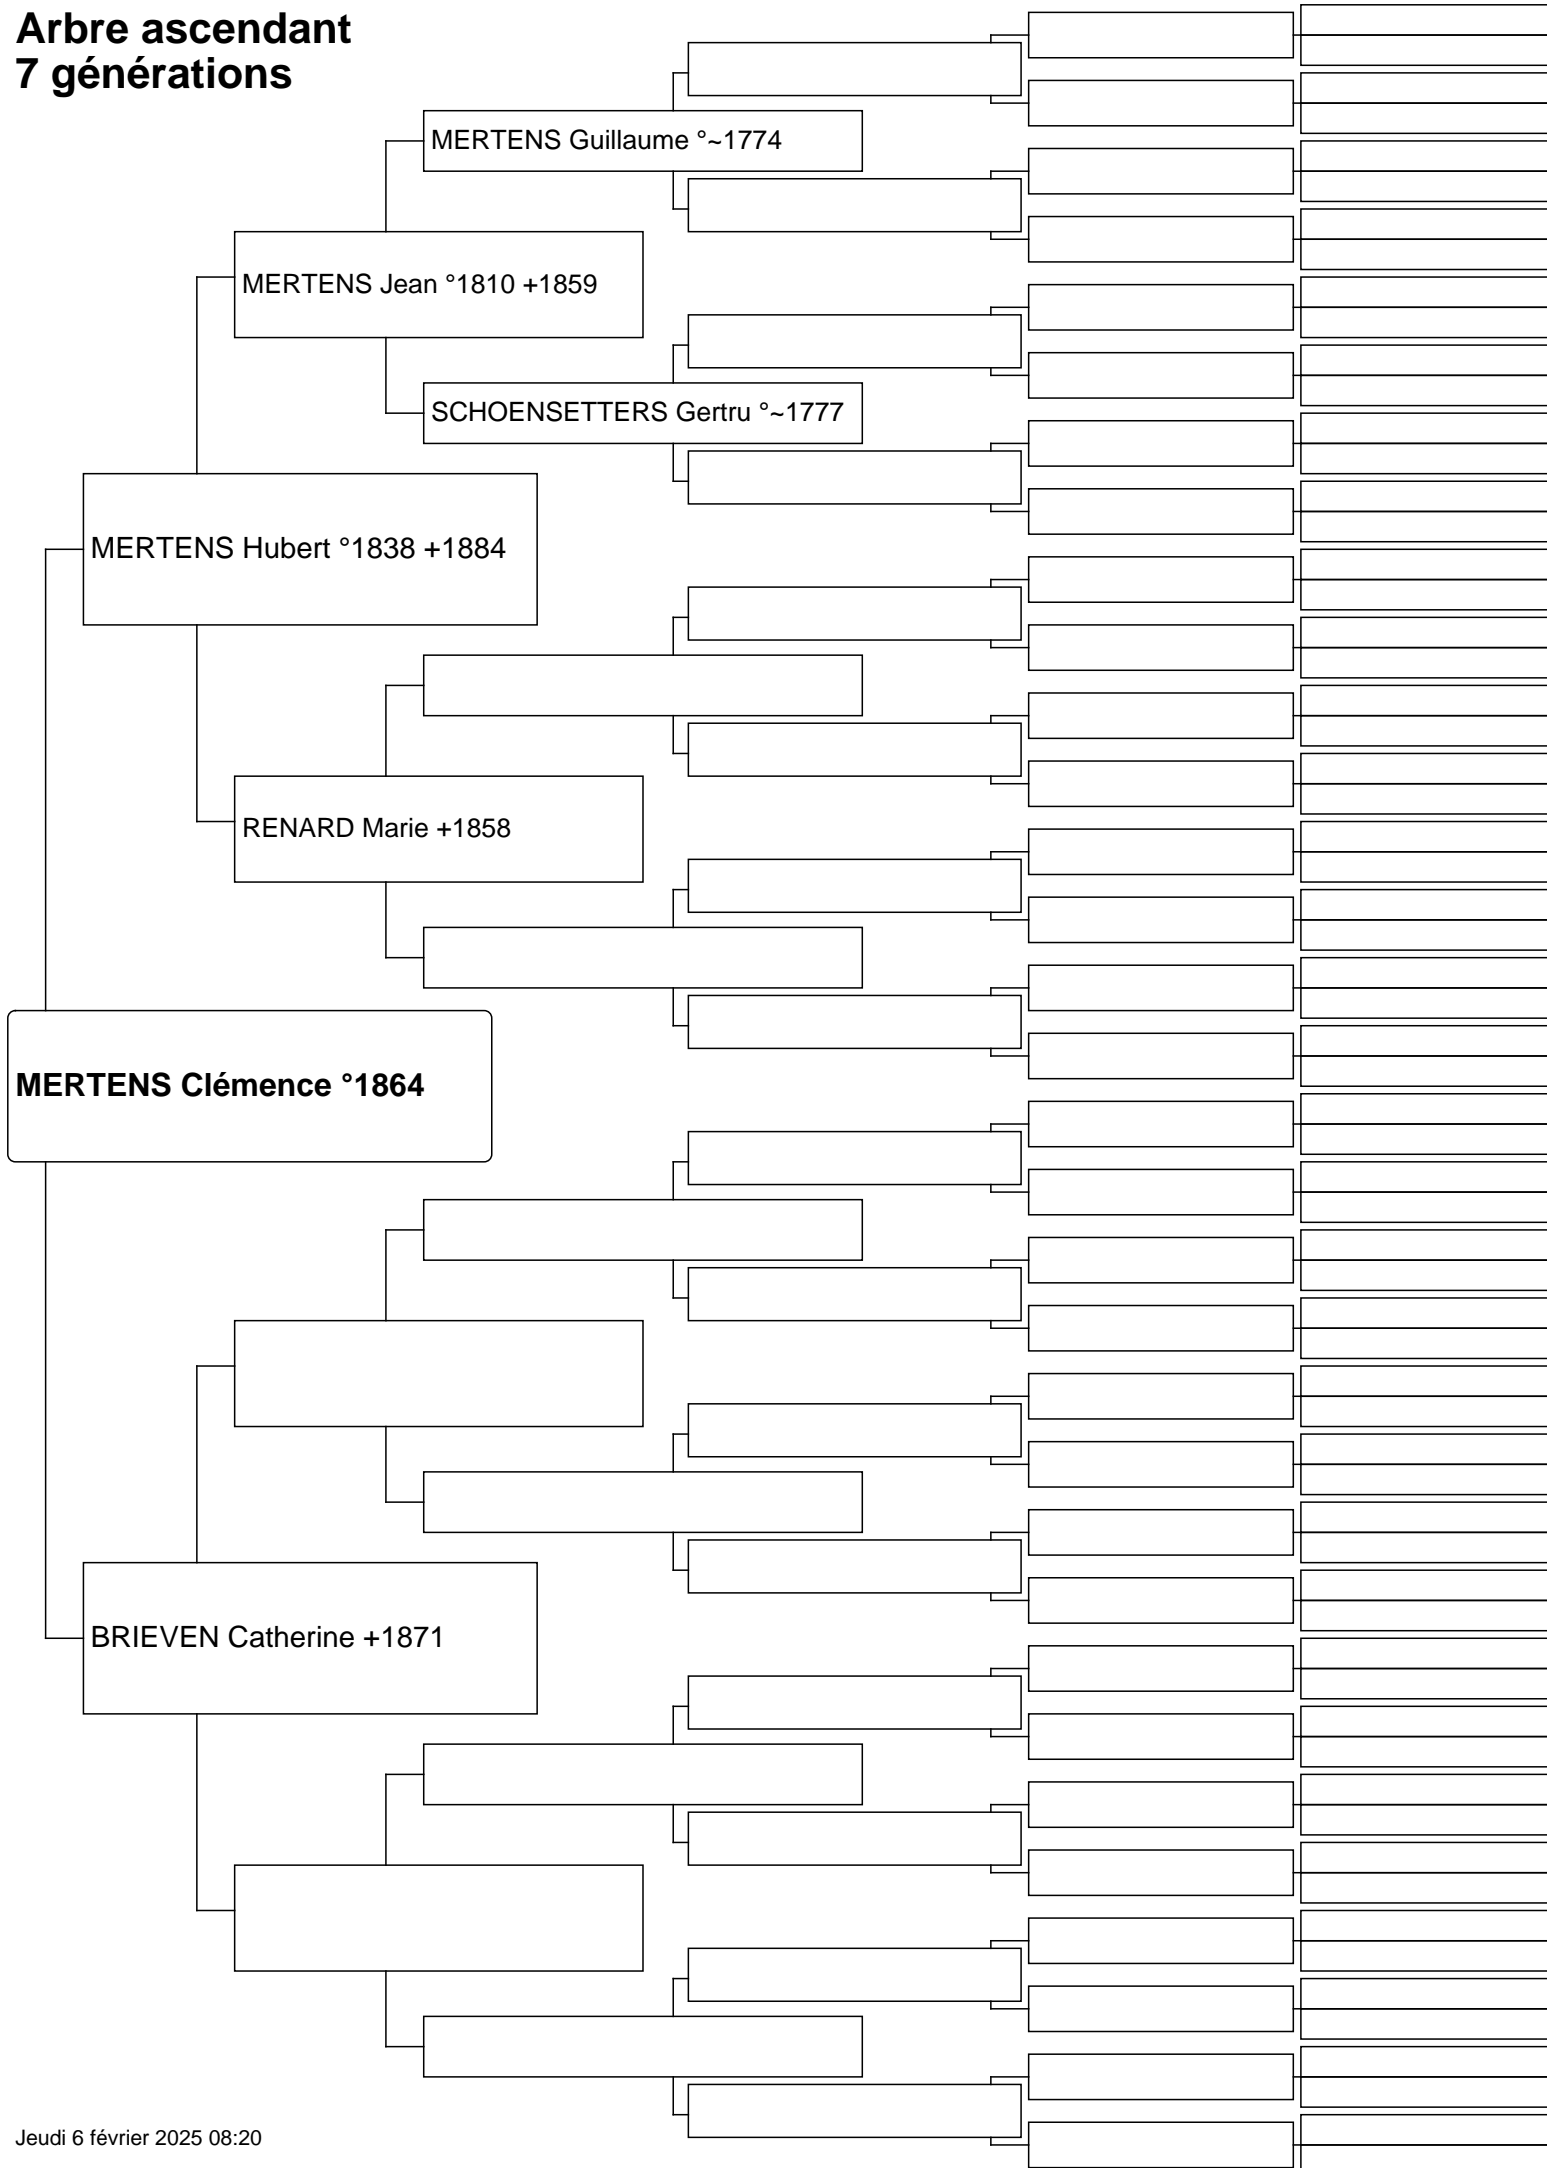 Arbre ascendant
7 générations
MERTENS Guillaume °~1774
MERTENS Jean °1810 +1859
SCHOENSETTERS Gertru °~1777
MERTENS Hubert °1838 +1884
RENARD Marie +1858
MERTENS Clémence °1864
BRIEVEN Catherine +1871
Jeudi 6 février 2025 08:20